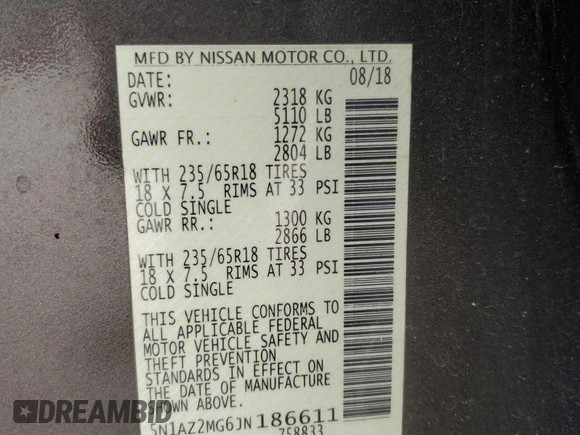 MFD BY NISSAN MOTOR CO., LTD.
DATE: 08/18
GVWR: 2318 KG
5110 LB
GAWR FR.: 1272 KG
2804 LB
WITH 235/65R18 TIRES
18 X 7.5 RIMS AT 33 PSI
COLD SINGLE
GAWR RR.: 1300 KG
2866 LB
WITH 235/65R18 TIRES
18 X 7.5 RIMS AT 33 PSI
COLD SINGLE
THIS VEHICLE CONFORMS TO
ALL APPLICABLE FEDERAL
MOTOR VEHICLE SAFETY AND
THEFT PREVENTION
STANDARDS IN EFFECT ON
THE DATE OF MANUFACTURE
SHOWN ABOVE.
5N1AZ2MG6JN186611
758833
CLEARDBID.COM